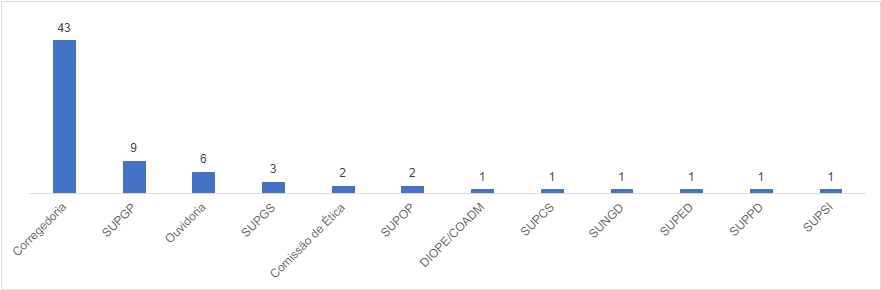 43
9
6
3
2
2
1
1
1
1
1
1
Corregedoria
SUPGP
Ouvidoria
SUPGS
Comissão de Ética
SUPOP
DIOPE/COADM
SUPCS
SUNGD
SUPED
SUPPD
SUPSI